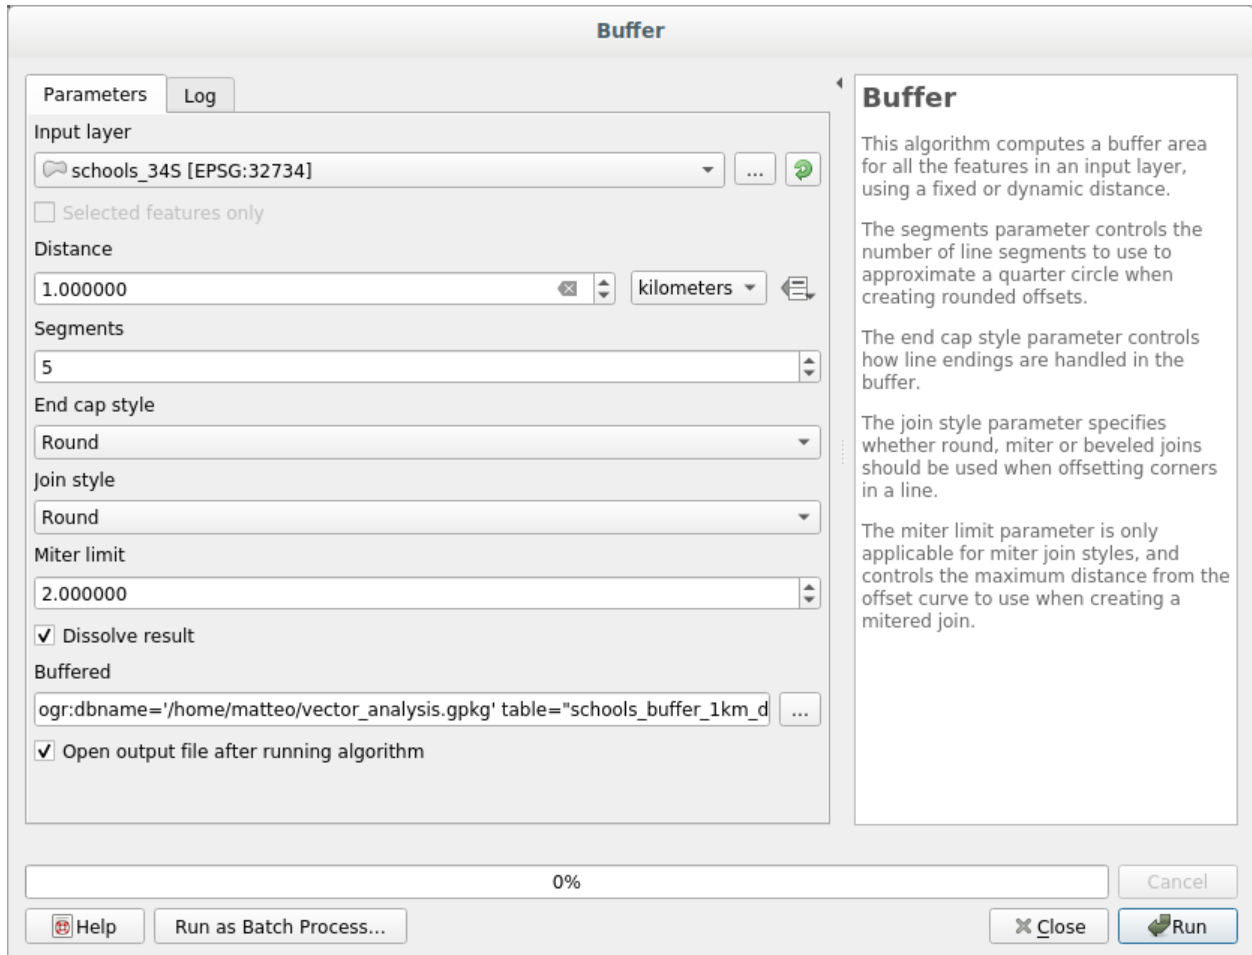 Buffer
Parameters
Log
Input layer
schools_34S [EPSG:32734]
...
Selected features only
Distance
1.000000
kilometers
Segments
5
End cap style
Round
Join style
Round
Miter limit
2.000000
Dissolve result
Buffered
ogr:dbname='/home/matteo/vector_analysis.gpkg' table="schools_buffer_1km_d
...
Open output file after running algorithm
Buffer
This algorithm computes a buffer area
for all the features in an input layer,
using a fixed or dynamic distance.
The segments parameter controls the
number of line segments to use to
approximate a quarter circle when
creating rounded offsets.
The end cap style parameter controls
how line endings are handled in the
buffer.
The join style parameter specifies
whether round, miter or beveled joins
should be used when offsetting corners
in a line.
The miter limit parameter is only
applicable for miter join styles, and
controls the maximum distance from the
offset curve to use when creating a
mitered join.
0%
Cancel
Help
Run as Batch Process...
Close
Run